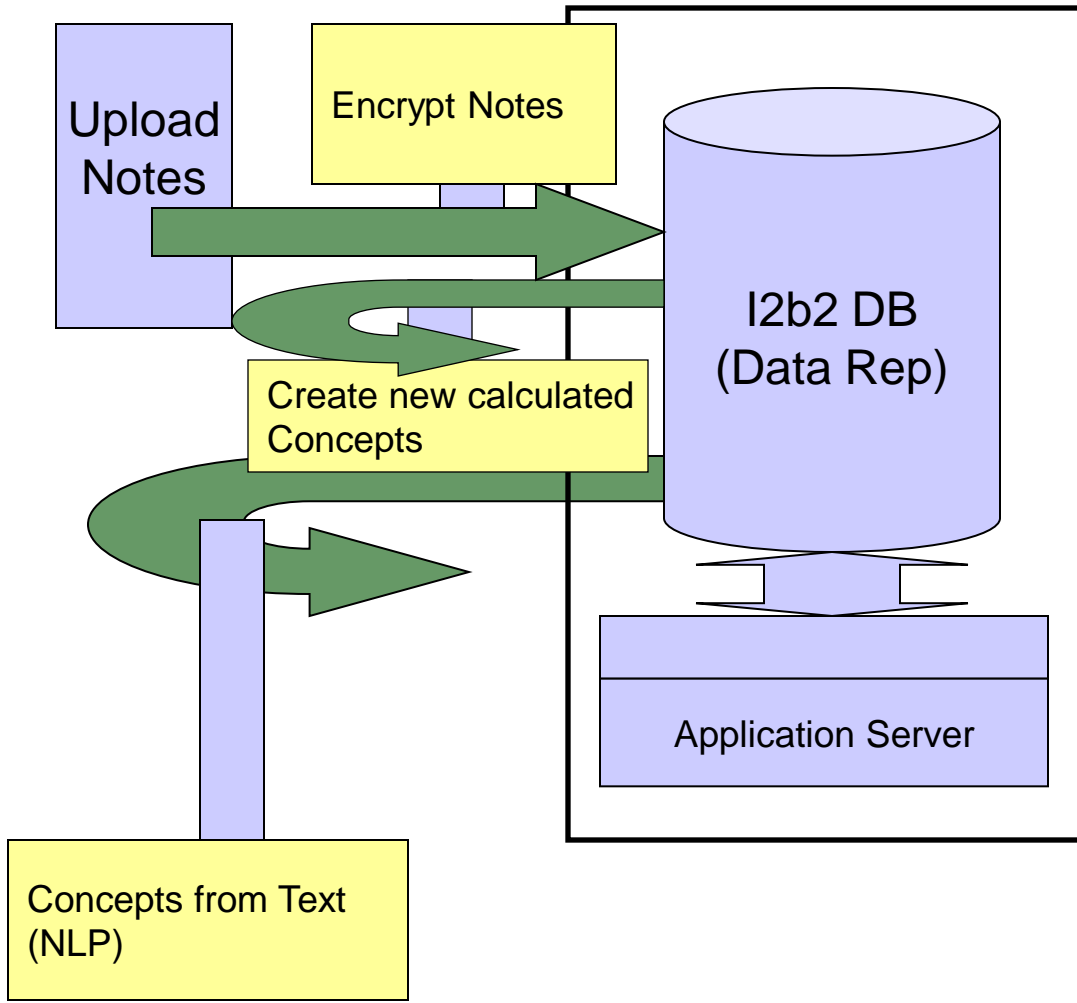 Upload
Notes
Encrypt Notes
I2b2 DB
(Data Rep)
Create new calculated
Concepts
Application Server
Concepts from Text
(NLP)